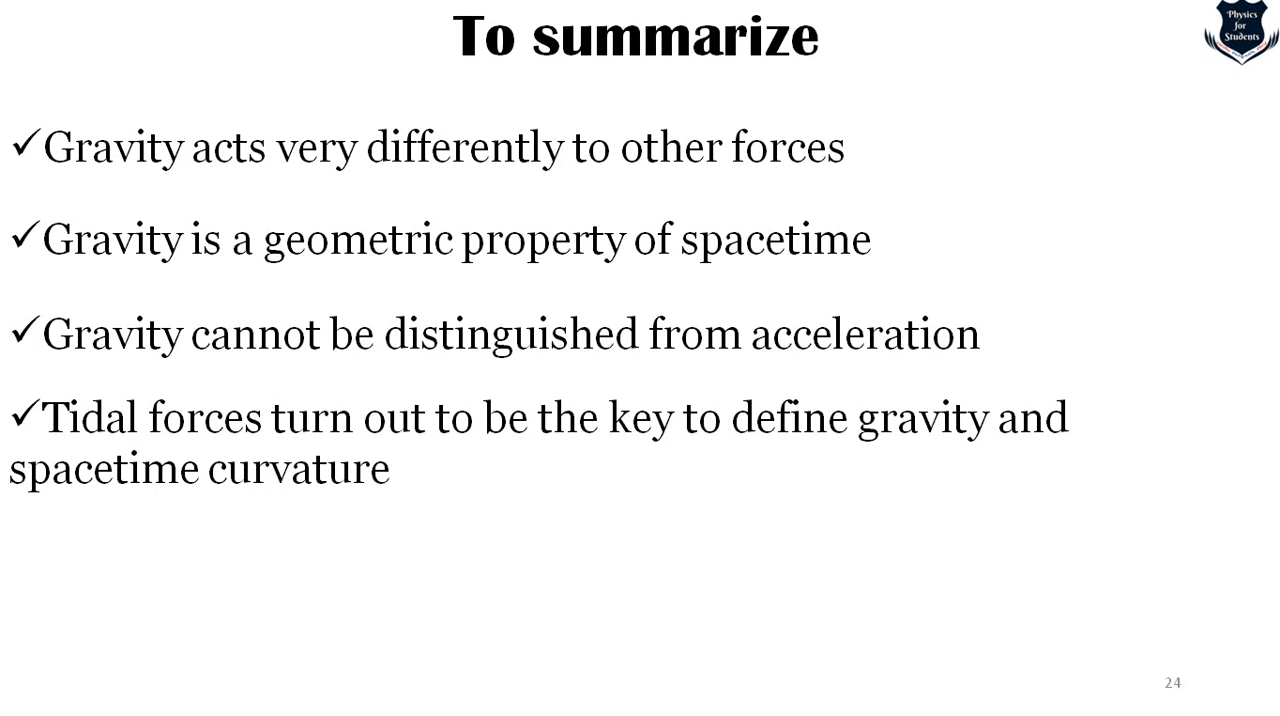 To summarize
Physics
for
Students
✓Gravity acts very differently to other forces
✓Gravity is a geometric property of spacetime
✓Gravity cannot be distinguished from acceleration
✓Tidal forces turn out to be the key to define gravity and
spacetime curvature
24